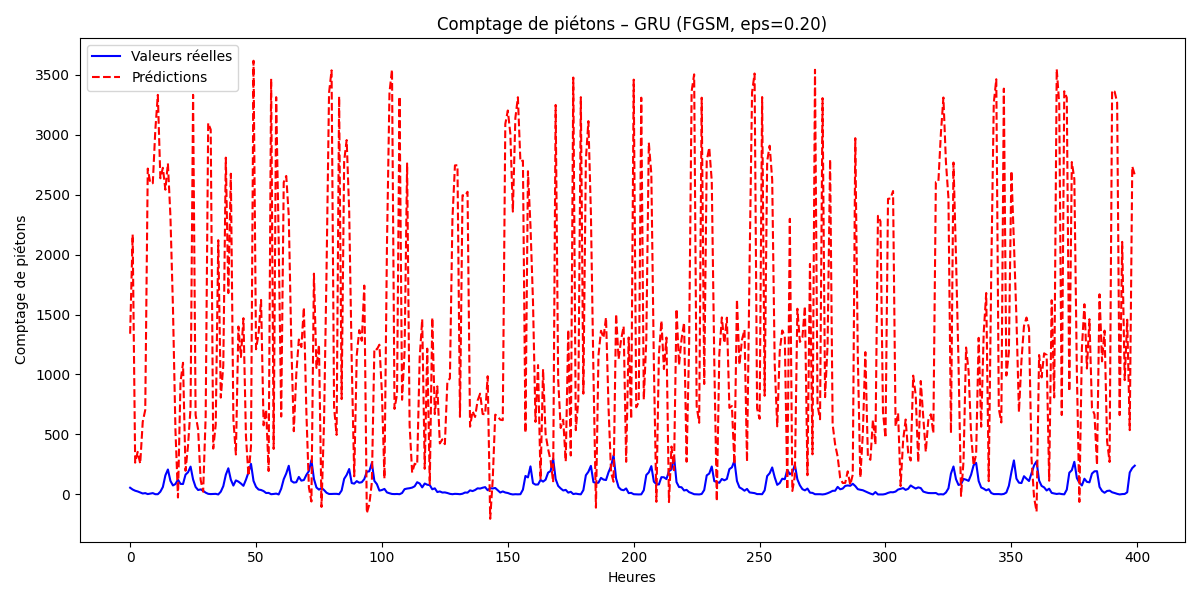 Comptage de piétons – GRU (FGSM, eps=0.20)
Valeurs réelles
Prédictions
Comptage de piétons
3500
3000
2500
2000
1500
1000
500
0
0 50 100 150 200 250 300 350 400
Heures